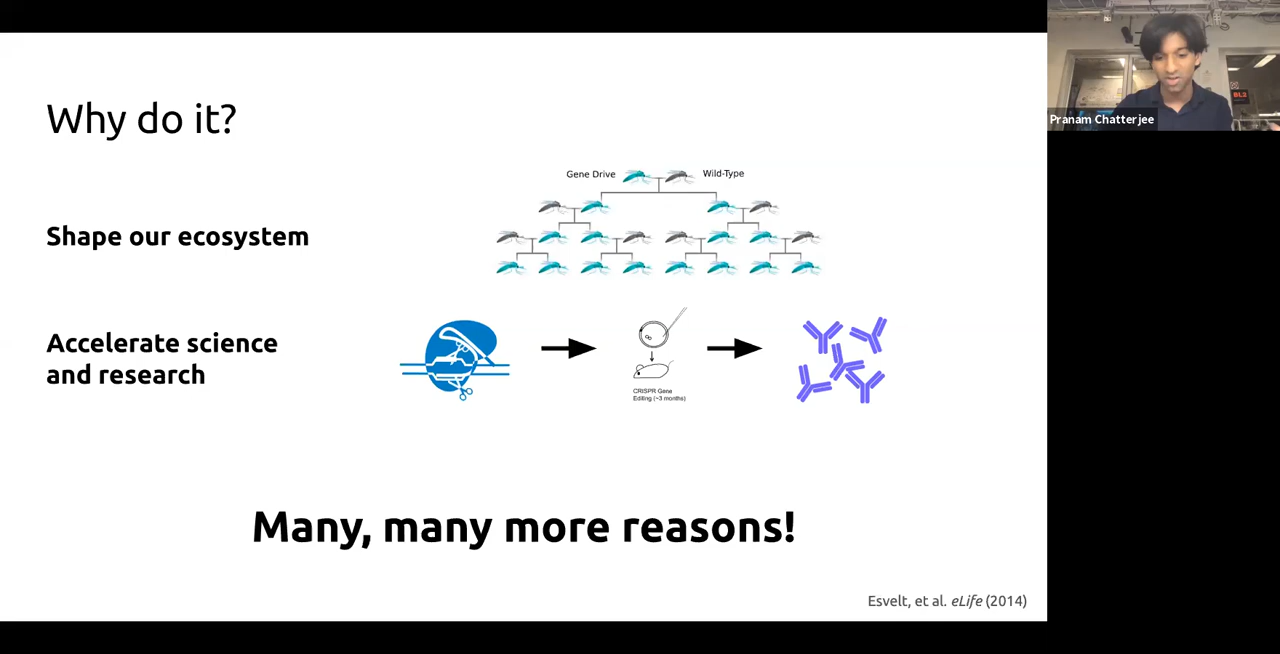 Why do it?
Gene Drive
Wild-Type
Shape our ecosystem
Accelerate science
and research
CRISPR Gene
Editing (~3 months)
Many, many more reasons!
Esvelt, et al. eLife (2014)
Pranam Chatterjee
BL2